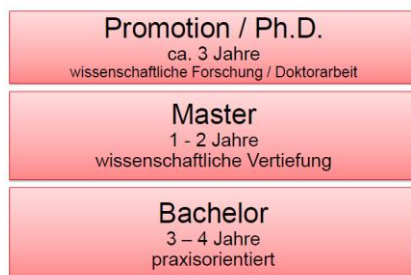 Promotion / Ph.D.
ca. 3 Jahre
wissenschaftliche Forschung / Doktorarbeit
Master
1 - 2 Jahre
wissenschaftliche Vertiefung
Bachelor
3 – 4 Jahre
praxisorientiert